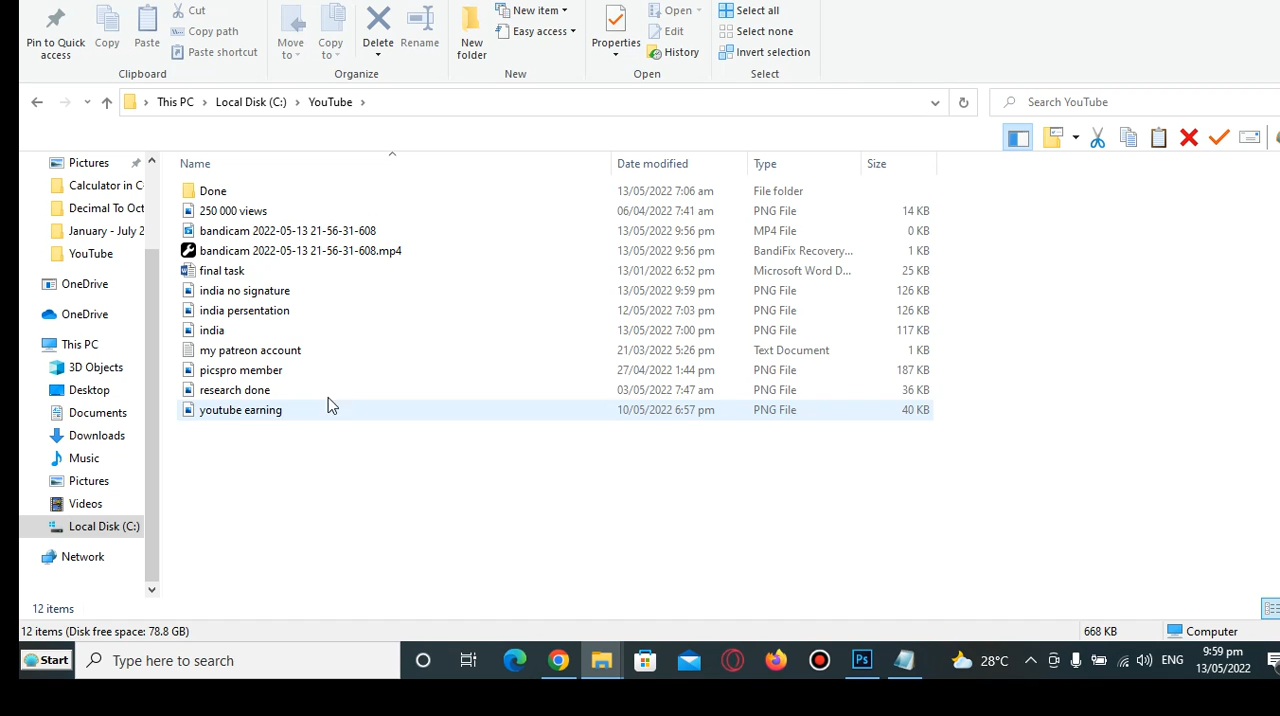 Cut
New item
Open
Select all
Copy path
Easy access
Edit
Select none
Paste shortcut
History
Invert selection
Pin to Quick
access
Copy
Paste
Move
to
Copy
to
Delete
Rename
New
folder
Properties
Clipboard
Organize
New
Open
Select
This PC
Local Disk (C:)
YouTube
Search YouTube
Name
Date modified
Type
Size
Pictures
Calculator in C
Decimal To Oct
January - July 2
YouTube
OneDrive
OneDrive
This PC
3D Objects
Desktop
Documents
Downloads
Music
Pictures
Videos
Local Disk (C:)
Network
Done 13/05/2022 7:06 am File folder
250 000 views 06/04/2022 7:41 am PNG File 14 KB
bandicam 2022-05-13 21-56-31-608 13/05/2022 9:56 pm MP4 File 0 KB
bandicam 2022-05-13 21-56-31-608.mp4 13/05/2022 9:56 pm BandiFix Recovery... 1 KB
final task 13/01/2022 6:52 pm Microsoft Word D... 25 KB
india no signature 13/05/2022 9:59 pm PNG File 126 KB
india persentation 12/05/2022 7:03 pm PNG File 126 KB
india 13/05/2022 7:00 pm PNG File 117 KB
my patreon account 21/03/2022 5:26 pm Text Document 1 KB
picspro member 27/04/2022 1:44 pm PNG File 187 KB
research done 03/05/2022 7:47 am PNG File 36 KB
youtube earning 10/05/2022 6:57 pm PNG File 40 KB
12 items
12 items (Disk free space: 78.8 GB)
668 KB
Computer
Start
Type here to search
Ps
28°C
ENG
9:59 PM
13/05/2022